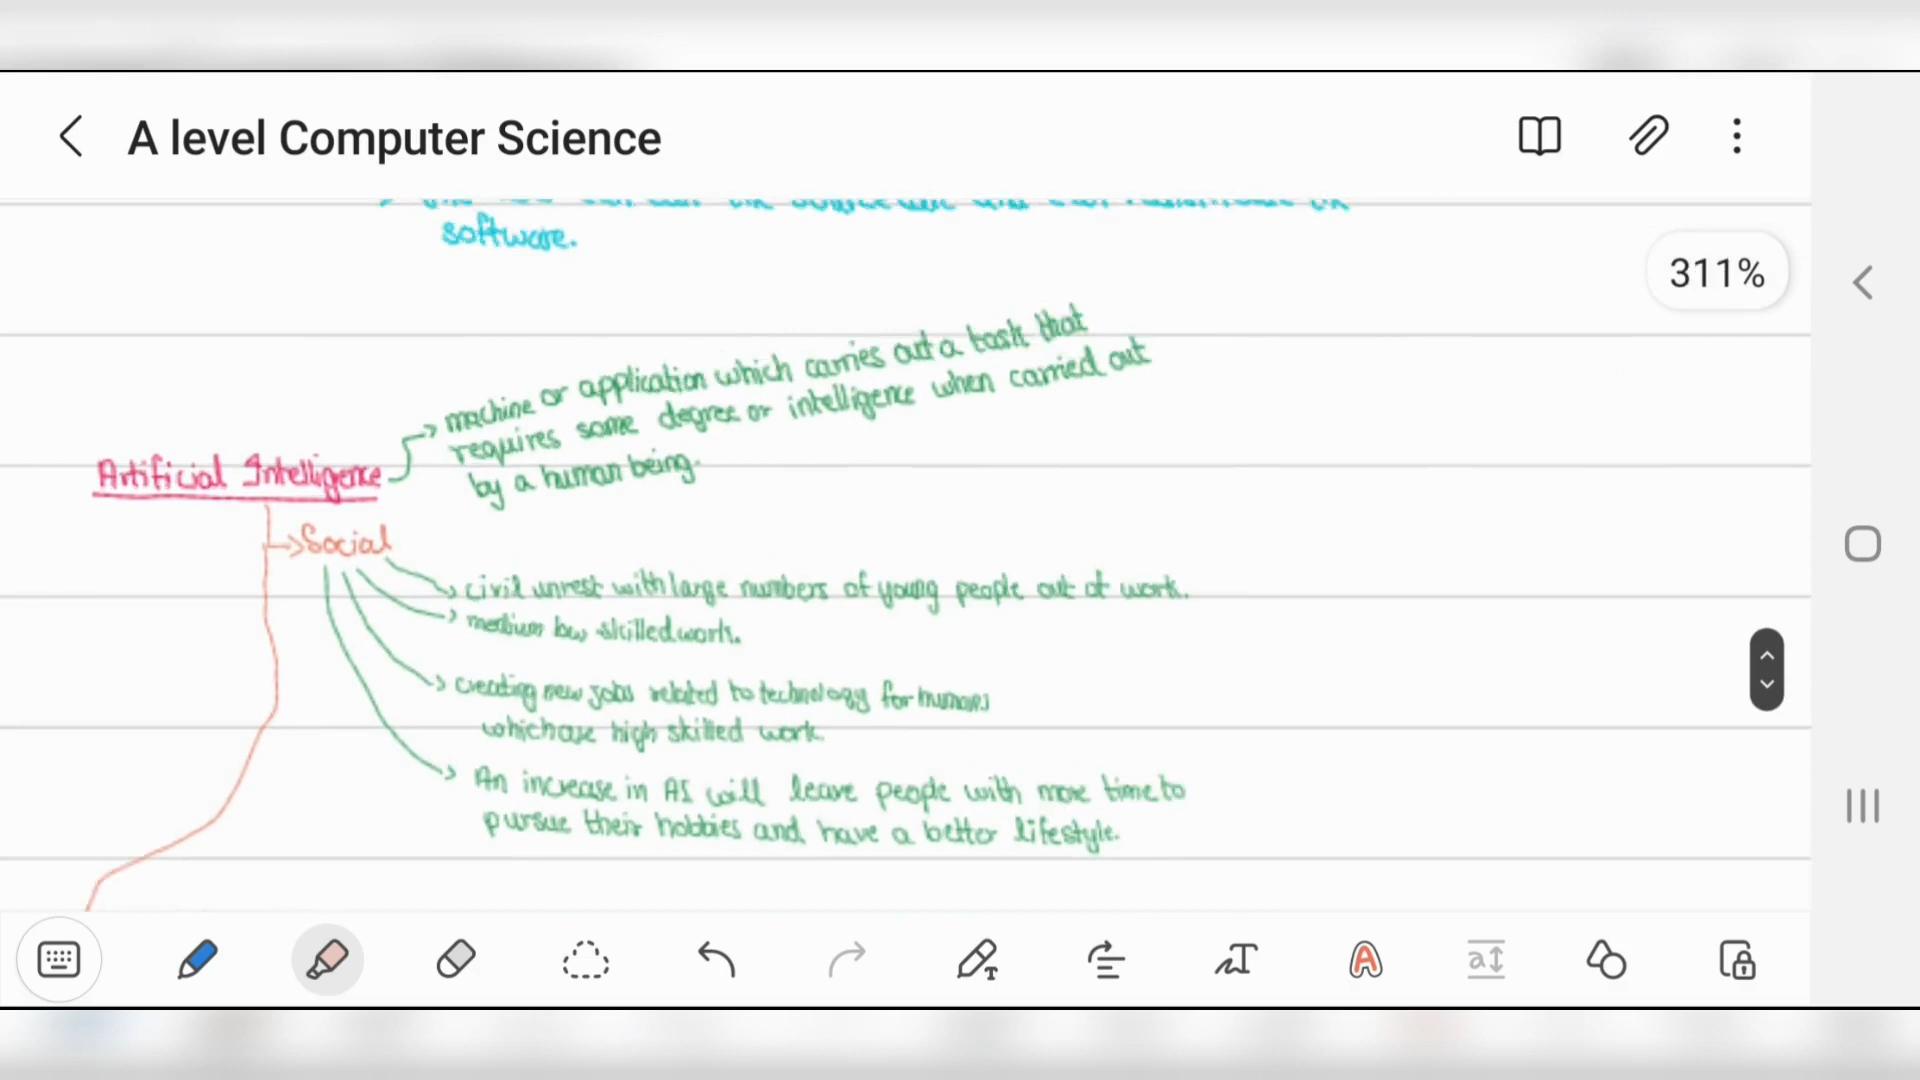 A level Computer Science
software.
311%
machine or application which carries out a task that
requires some degree or intelligence when carried out
by a human being.
Artificial Intelligence
Social
civil unrest with large numbers of young people out of work.
medium low skilled work.
creating new jobs related to technology for humans
which are high skilled work.
An increase in AI will leave people with more time to
pursue their hobbies and have a better lifestyle.